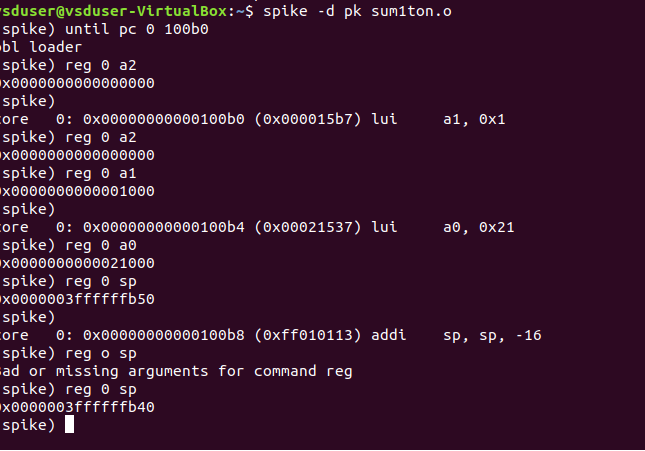 vsduser@vsduser-VirtualBox:~$ spike -d pk sum1ton.o
spike) until pc 0 100b0
bbl loader
spike) reg 0 a2
0x0000000000000000
spike)
core   0: 0x00000000000100b0 (0x000015b7) lui     a1, 0x1
spike) reg 0 a2
0x0000000000000000
spike) reg 0 a1
0x0000000000001000
spike)
core   0: 0x00000000000100b4 (0x00021537) lui     a0, 0x21
spike) reg 0 a0
0x0000000000021000
spike) reg 0 sp
0x0000003ffffffb50
spike)
core   0: 0x00000000000100b8 (0xff010113) addi    sp, sp, -16
spike) reg o sp
Bad or missing arguments for command reg
spike) reg 0 sp
0x0000003ffffffb40
spike)